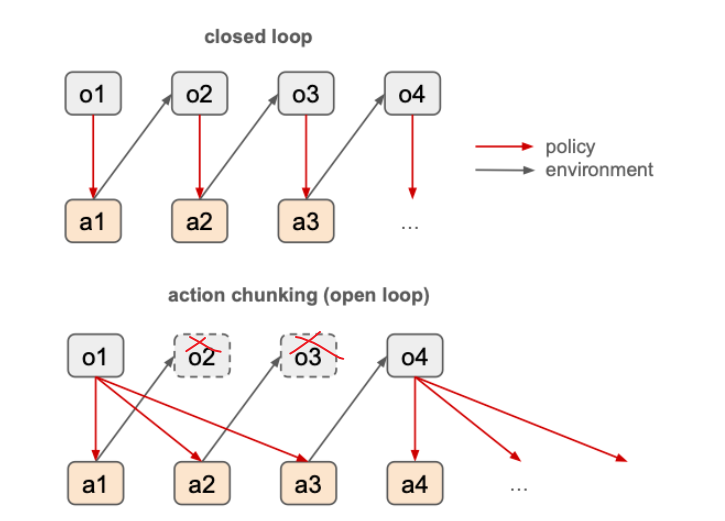 closed loop
o1 o2 o3 o4
policy
environment
a1 a2 a3 ...
action chunking (open loop)
o1 o2 o3 o4
a1 a2 a3 a4 ...